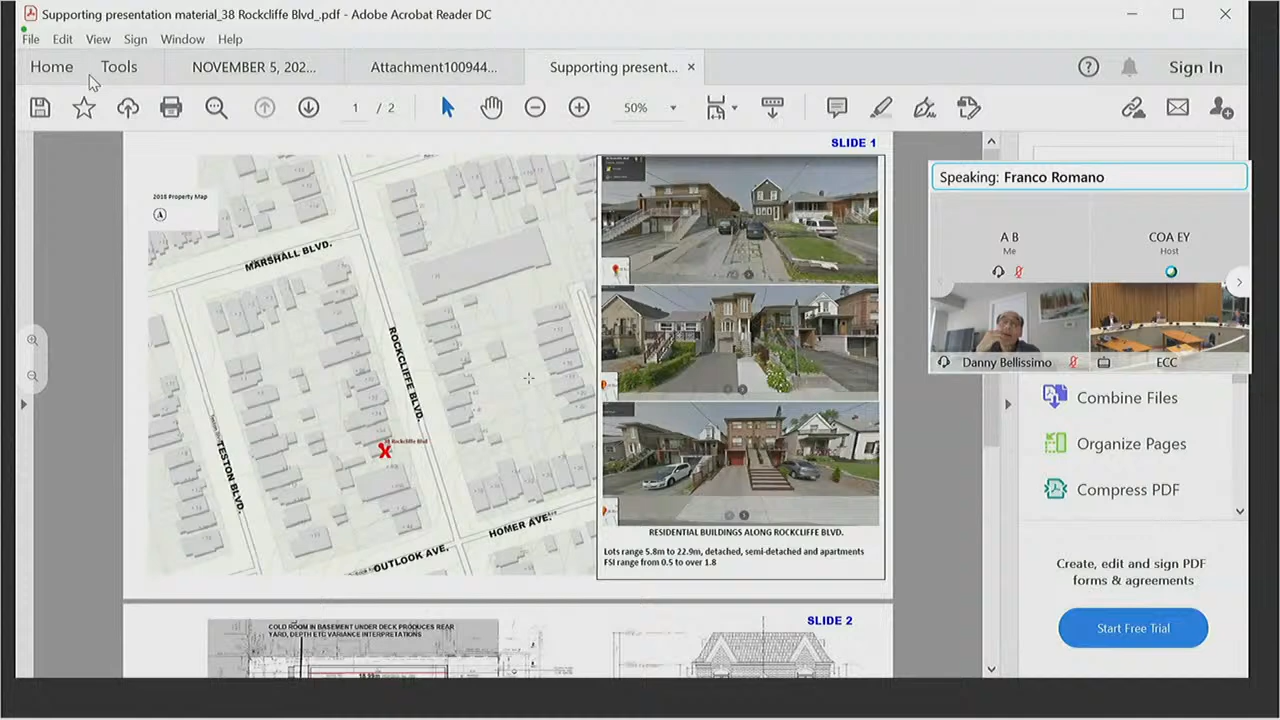 Supporting presentation material_38 Rockcliffe Blvd_.pdf - Adobe Acrobat Reader DC
File Edit View Sign Window Help
Home Tools NOVEMBER 5, 202... Attachment100944... Supporting present... × Sign In
1 / 2 50%
SLIDE 1
2018 Property Map
A
MARSHALL BLVD.
ROCKCLIFFE BLVD.
38 Rockcliffe Blvd
X
TESTON BLVD.
HOMER AVE.
OUTLOOK AVE.
RESIDENTIAL BUILDINGS ALONG ROCKCLIFFE BLVD.
Lots range 5.8m to 22.9m, detached, semi-detached and apartments
FSI range from 0.5 to over 1.8
SLIDE 2
COLD ROOM IN BASEMENT UNDER DECK PRODUCES REAR
YARD, DEPTH ETC VARIANCE INTERPRETATIONS
Speaking: Franco Romano
A B
Me
COA EY
Host
Danny Bellissimo
ECC
Combine Files
Organize Pages
Compress PDF
Create, edit and sign PDF
forms & agreements
Start Free Trial